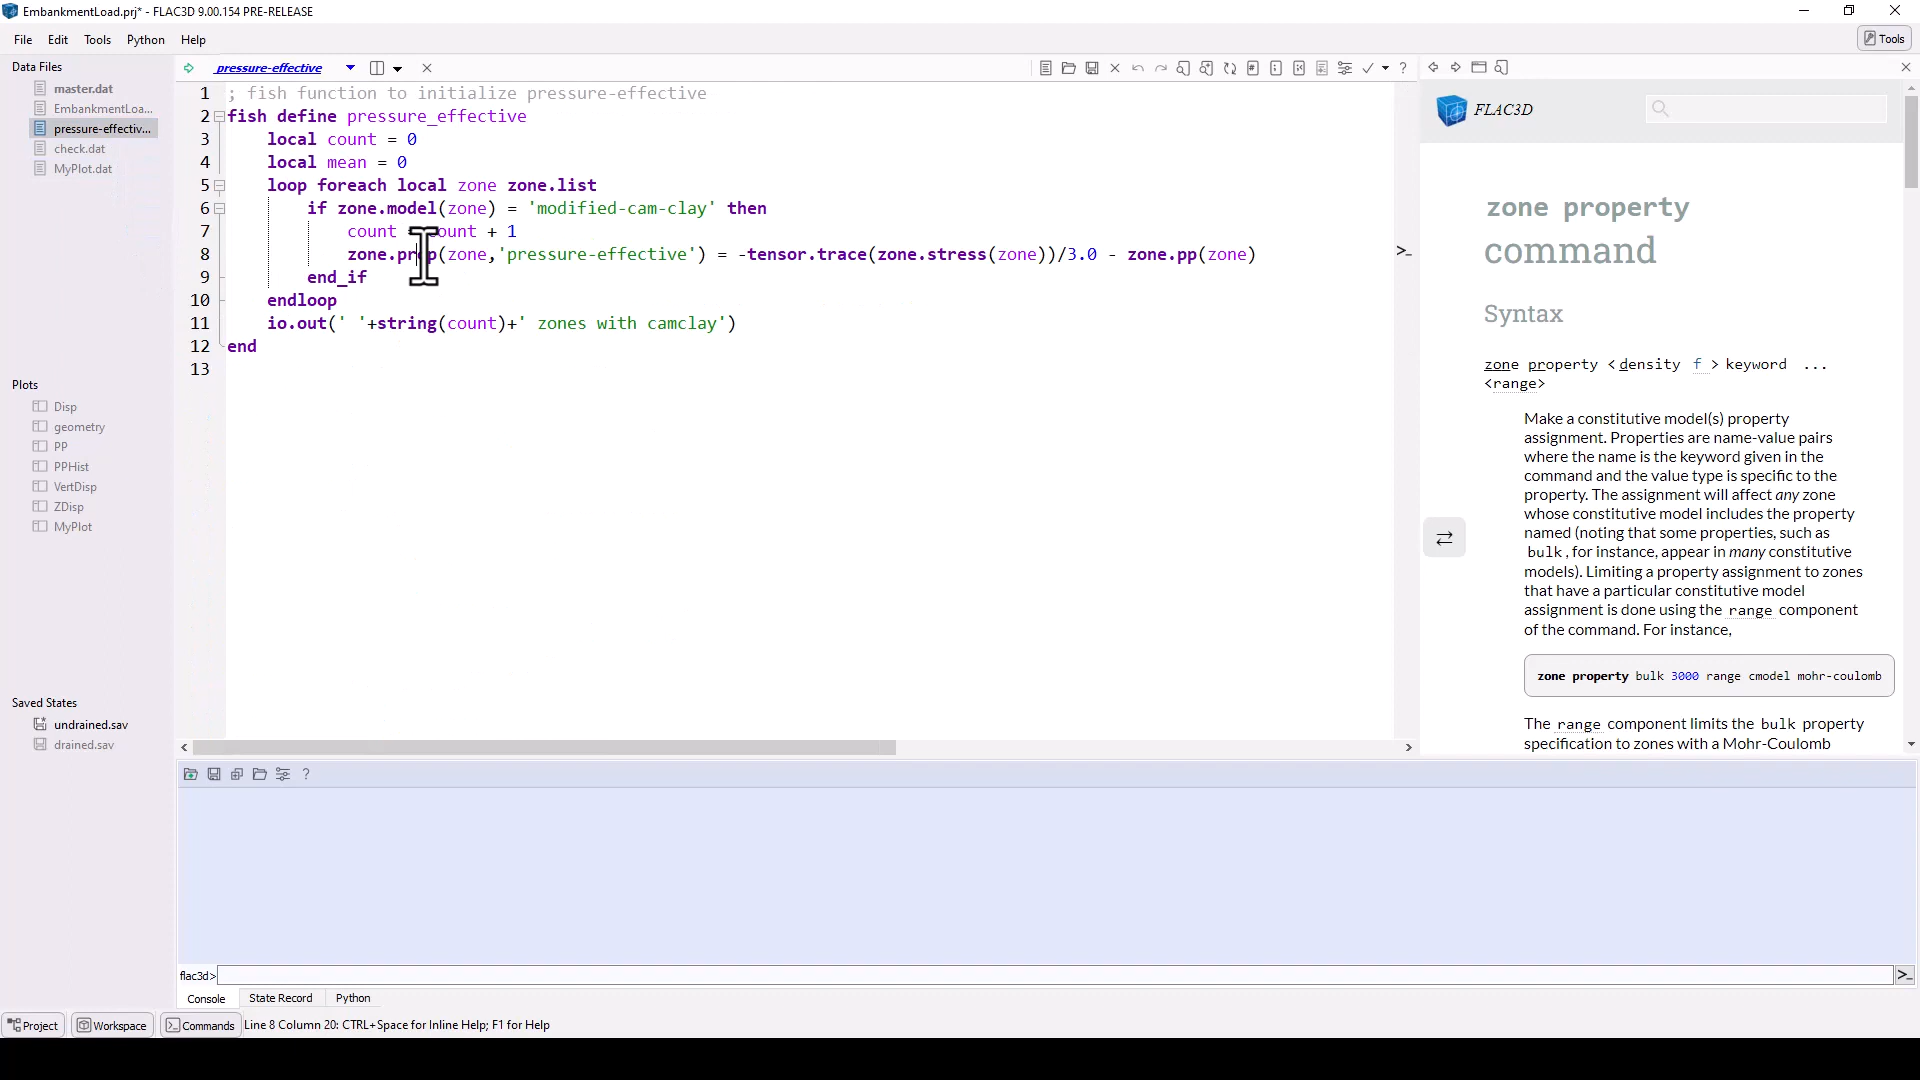 EmbankmentLoad.prj* - FLAC3D 9.00.154 PRE-RELEASE
File Edit Tools Python Help
Tools
Data Files
master.dat
EmbankmentLoa...
pressure-effectiv...
check.dat
MyPlot.dat
Plots
Disp
geometry
PP
PPHist
VertDisp
ZDisp
MyPlot
Saved States
undrained.sav
drained.sav
pressure-effective
1 ; fish function to initialize pressure-effective
2 fish define pressure_effective
3 local count = 0
4 local mean = 0
5 loop foreach local zone zone.list
6 if zone.model(zone) = 'modified-cam-clay' then
7 count = count + 1
8 zone.prop(zone,'pressure-effective') = -tensor.trace(zone.stress(zone))/3.0 - zone.pp(zone)
9 end_if
10 endloop
11 io.out(' '+string(count)+' zones with camclay')
12 end
13
FLAC3D
zone property
command
Syntax
zone property <density f > keyword ...
<range>
Make a constitutive model(s) property
assignment. Properties are name-value pairs
where the name is the keyword given in the
command and the value type is specific to the
property. The assignment will affect any zone
whose constitutive model includes the property
named (noting that some properties, such as
bulk, for instance, appear in many constitutive
models). Limiting a property assignment to zones
that have a particular constitutive model
assignment is done using the range component
of the command. For instance,
zone property bulk 3000 range cmodel mohr-coulomb
The range component limits the bulk property
specification to zones with a Mohr-Coulomb
flac3d>
Console State Record Python
Project Workspace Commands Line 8 Column 20: CTRL+Space for Inline Help; F1 for Help